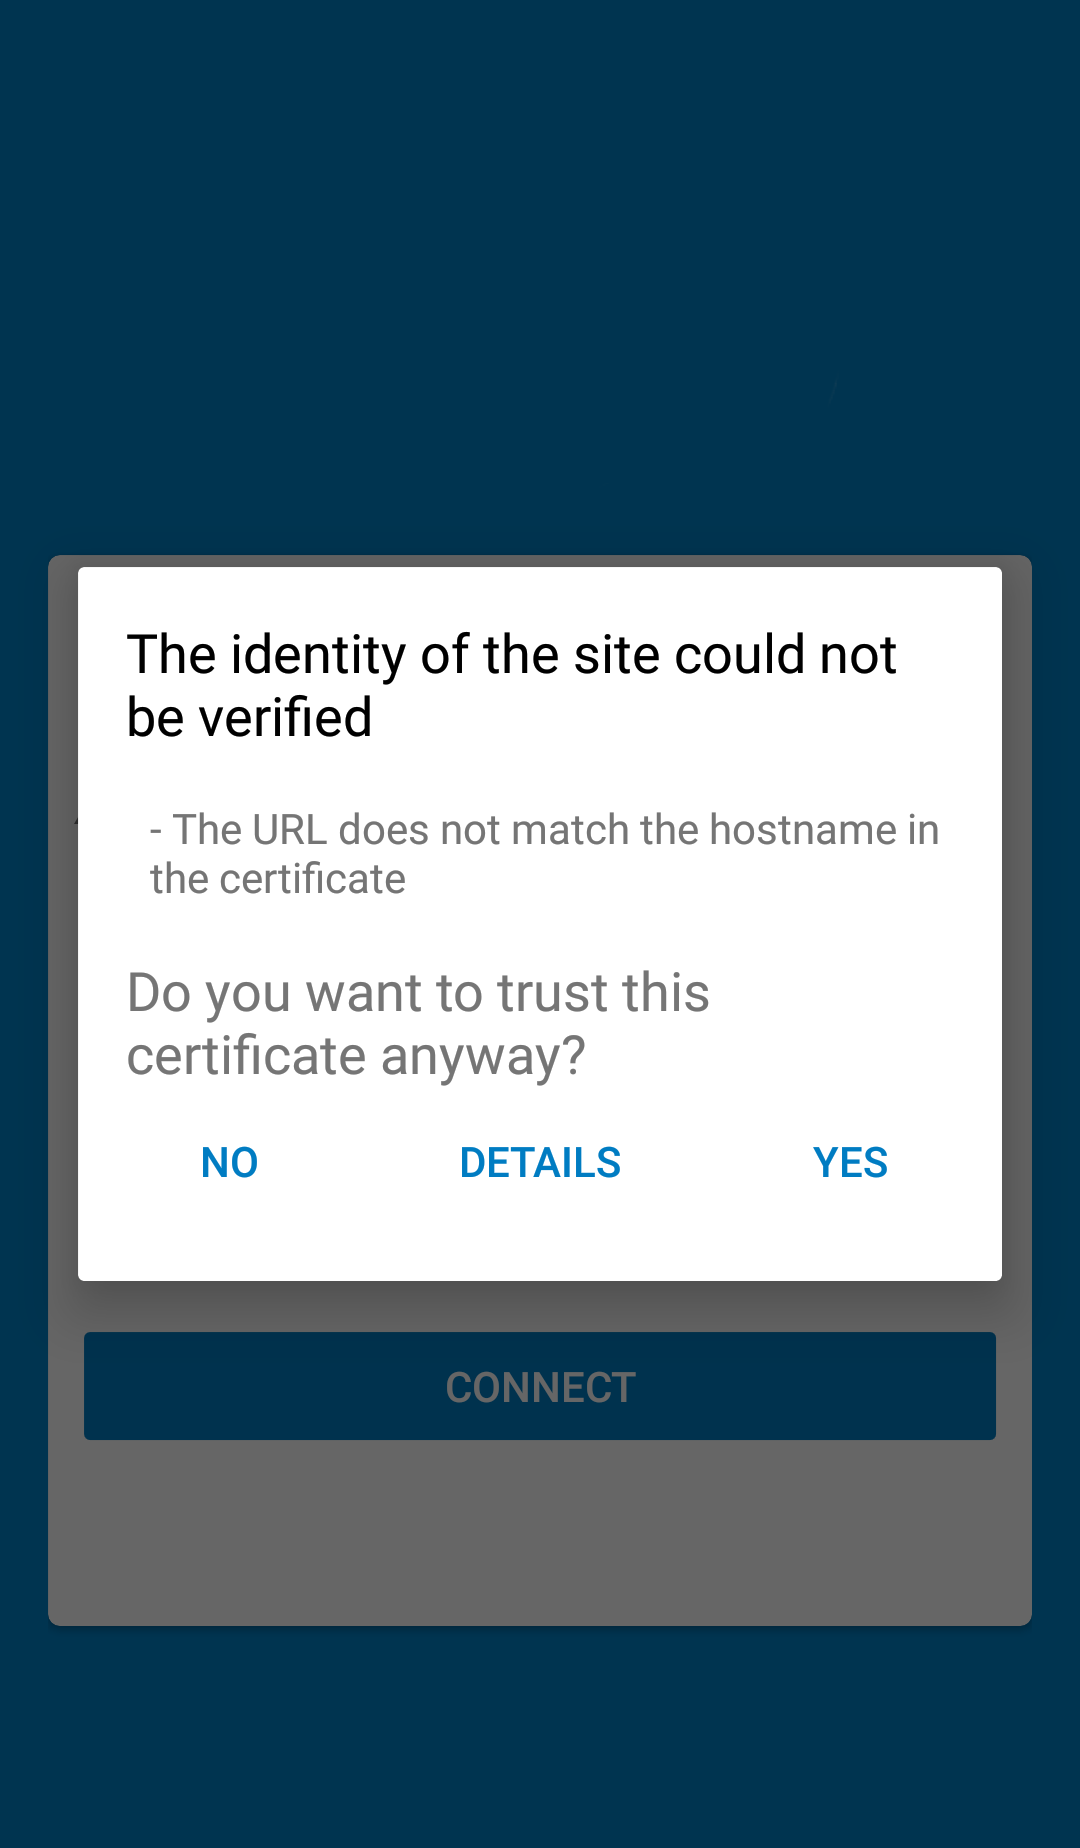 The identity of the site could not
be verified
- The URL does not match the hostname in
the certificate
Do you want to trust this
certificate anyway?
NO
DETAILS
YES
CONNECT